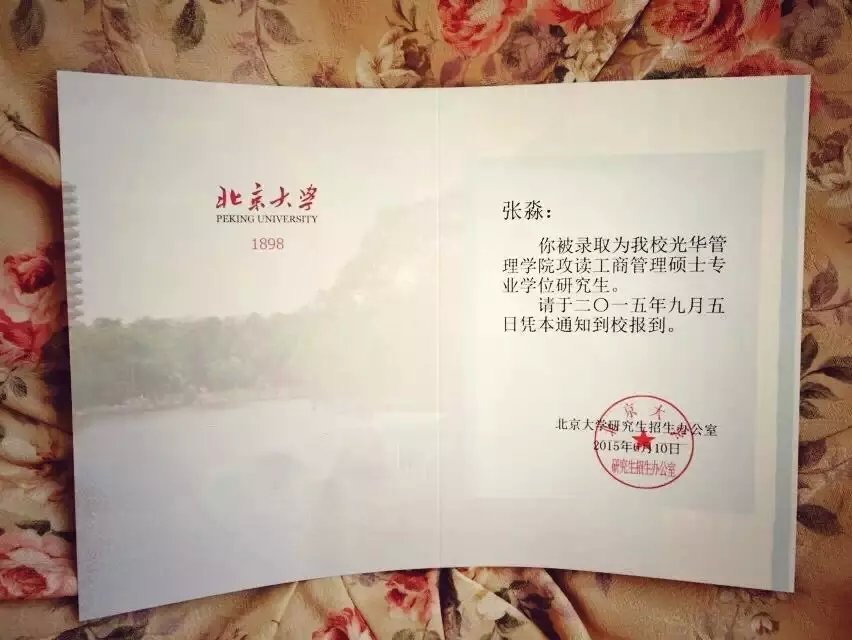 北京大学
PEKING UNIVERSITY
1898
张淼：
你被录取为我校光华管
理学院攻读工商管理硕士专
业学位研究生。
请于二〇一五年九月五
日凭本通知到校报到。
北京大学研究生招生办公室
2015年6月10日
研究生招生办公室